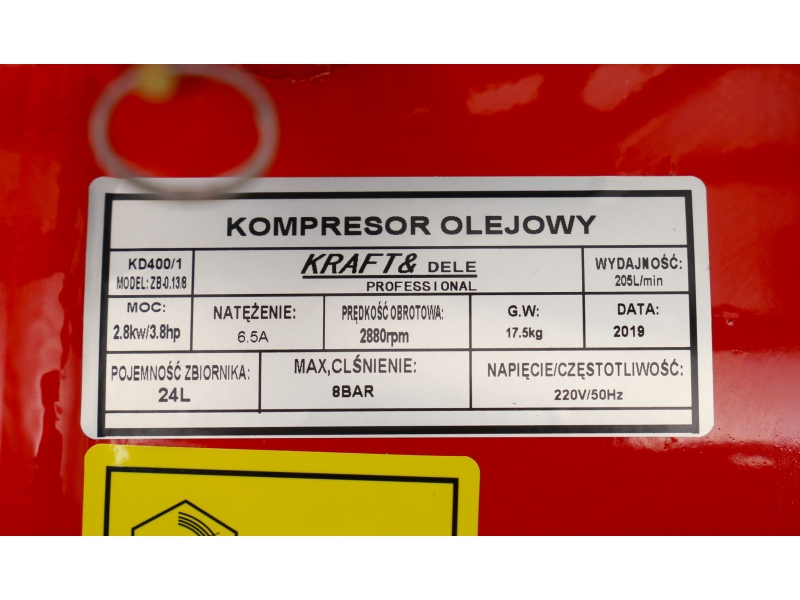 KOMPRESOR OLEJOWY
KD400/1
MODEL: ZB-0.13.8
KRAFT& DELE
PROFESSIONAL
WYDAJNOŚĆ:
205L/min
MOC:
2.8kw/3.8hp
NATĘŻENIE:
6.5A
PRĘDKOŚĆ OBROTOWA:
2880rpm
G.W:
17.5kg
DATA:
2019
POJEMNOŚĆ ZBIORNIKA:
24L
MAX,CLŚNIENIE:
8BAR
NAPIĘCIE/CZĘSTOTLIWOŚĆ:
220V/50Hz